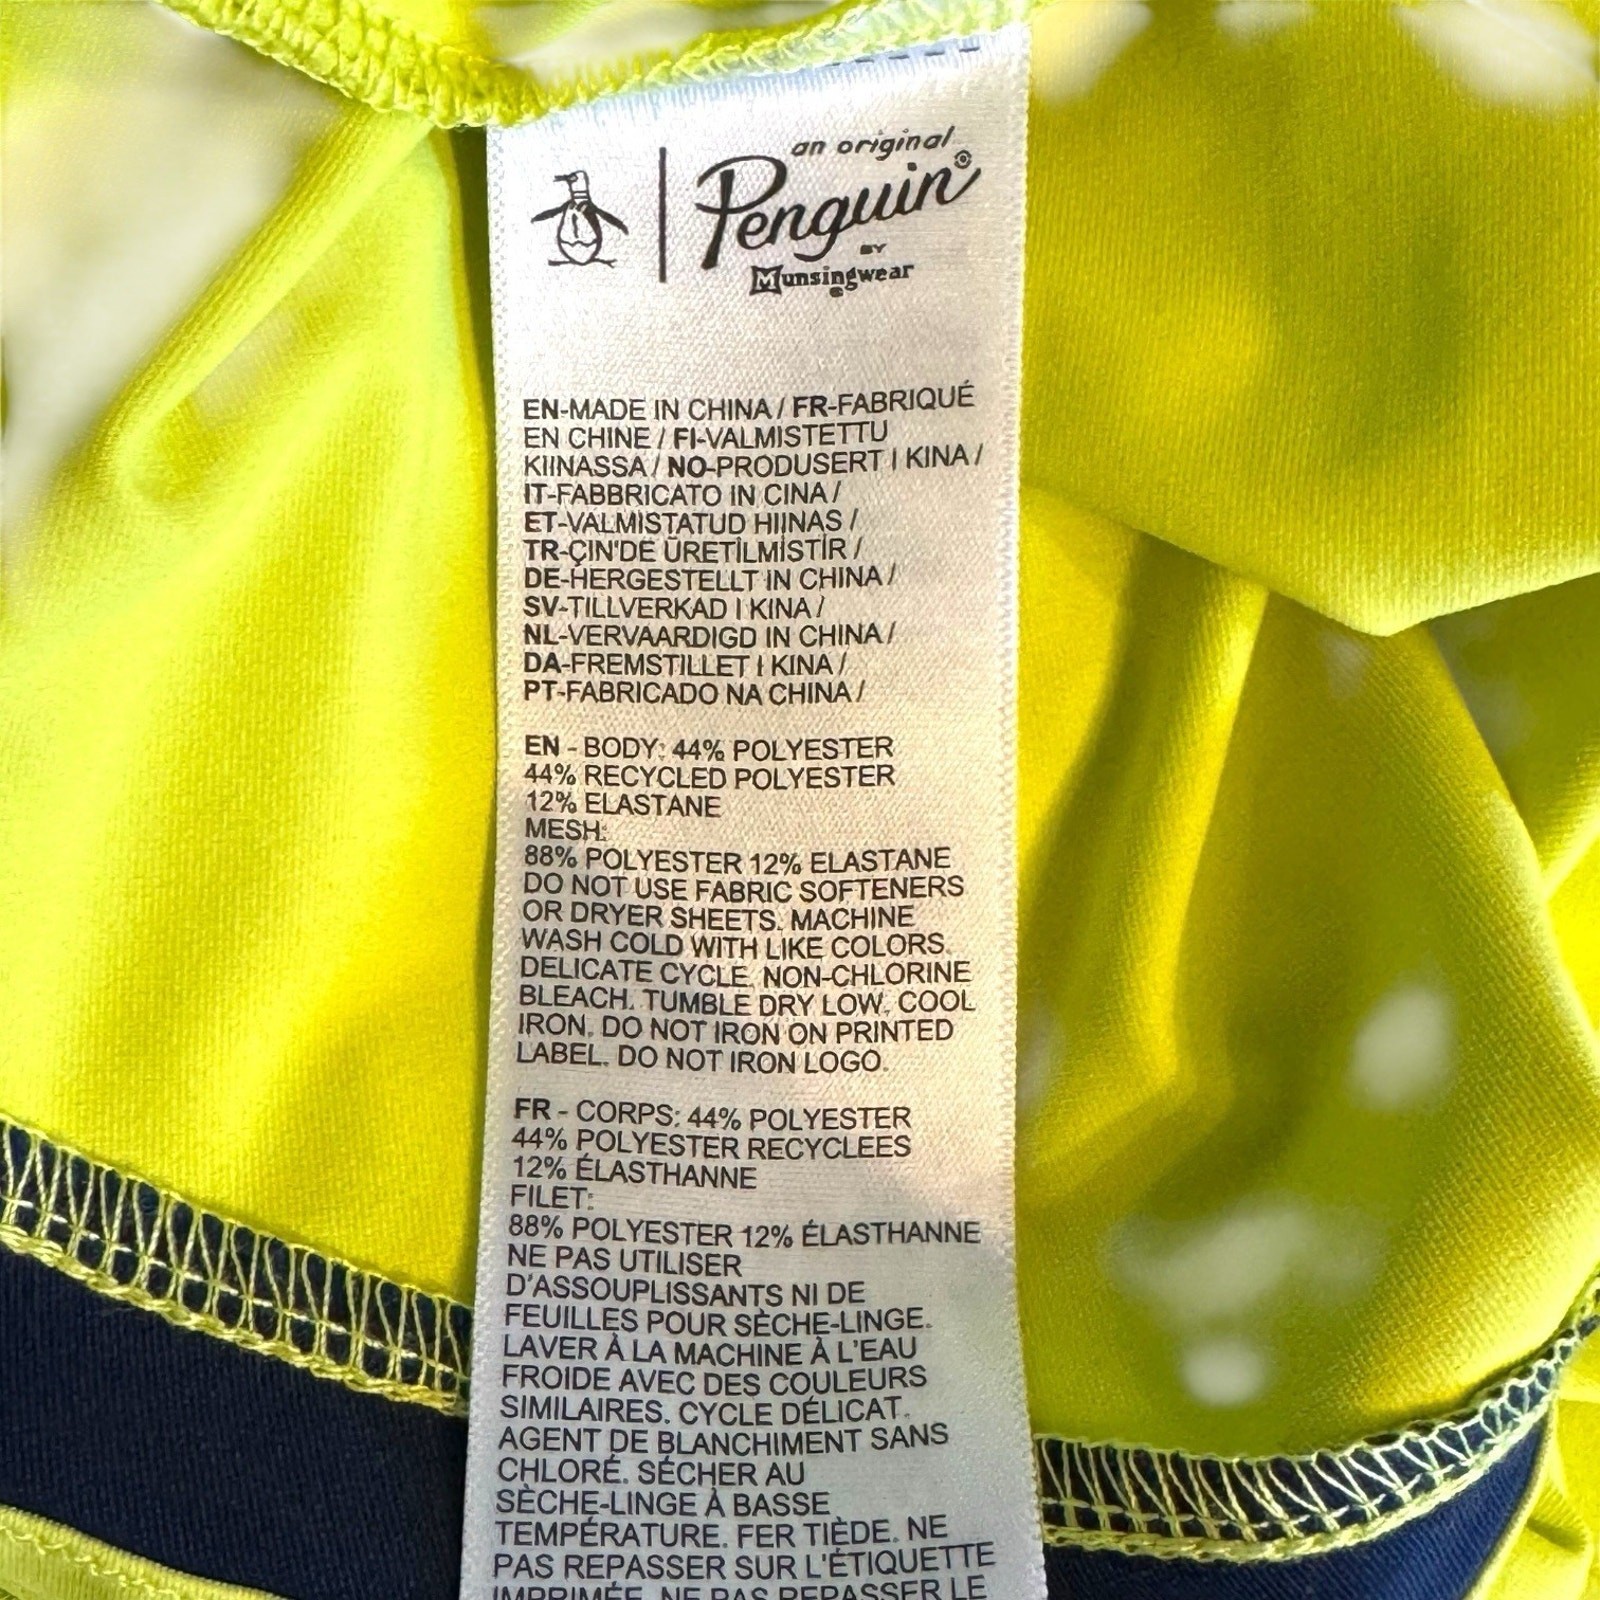 an original
Penguin®
BY
Munsingwear
EN-MADE IN CHINA / FR-FABRIQUÉ
EN CHINE / FI-VALMISTETTU
KIINASSA / NO-PRODUSERT I KINA /
IT-FABBRICATO IN CINA /
ET-VALMISTATUD HIINAS /
TR-ÇIN'DE ÜRETİLMİSTİR /
DE-HERGESTELLT IN CHINA /
SV-TILLVERKAD I KINA /
NL-VERVAARDIGD IN CHINA /
DA-FREMSTILLET I KINA /
PT-FABRICADO NA CHINA /
EN - BODY: 44% POLYESTER
44% RECYCLED POLYESTER
12% ELASTANE
MESH:
88% POLYESTER 12% ELASTANE
DO NOT USE FABRIC SOFTENERS
OR DRYER SHEETS. MACHINE
WASH COLD WITH LIKE COLORS.
DELICATE CYCLE. NON-CHLORINE
BLEACH. TUMBLE DRY LOW. COOL
IRON. DO NOT IRON ON PRINTED
LABEL. DO NOT IRON LOGO.
FR - CORPS: 44% POLYESTER
44% POLYESTER RECYCLEES
12% ÉLASTHANNE
FILET:
88% POLYESTER 12% ÉLASTHANNE
NE PAS UTILISER
D'ASSOUPLISSANTS NI DE
FEUILLES POUR SÈCHE-LINGE.
LAVER À LA MACHINE À L'EAU
FROIDE AVEC DES COULEURS
SIMILAIRES. CYCLE DÉLICAT.
AGENT DE BLANCHIMENT SANS
CHLORÉ. SÉCHER AU
SÈCHE-LINGE À BASSE
TEMPÉRATURE. FER TIÈDE. NE
PAS REPASSER SUR L'ÉTIQUETTE
IMPRIMÉE. NE PAS REPASSER LE